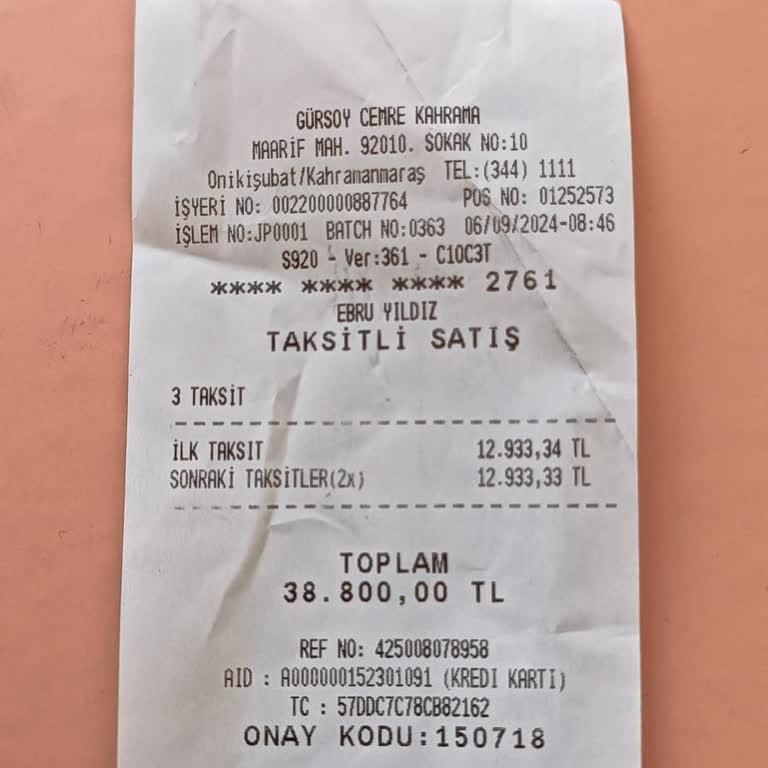 GÜRSOY CEMRE KAHRAMA
MAARİF MAH. 92010. SOKAK NO:10
Onikişubat/Kahramanmaraş TEL:(344) 1111
İŞYERİ NO: 002200000887764 POS NO: 01252573
İŞLEM NO:JP0001 BATCH NO:0363 06/09/2024-08:46
S920 - Ver:361 - C10C3T
**** **** **** 2761
EBRU YILDIZ
TAKSİTLİ SATIŞ
3 TAKSİT
İLK TAKSIT 12.933,34 TL
SONRAKİ TAKSİTLER(2x) 12.933,33 TL
TOPLAM
38.800,00 TL
REF NO: 425008078958
AID : A000000152301091 (KREDI KARTI)
TC : 57DDC7C78CB82162
ONAY KODU:150718